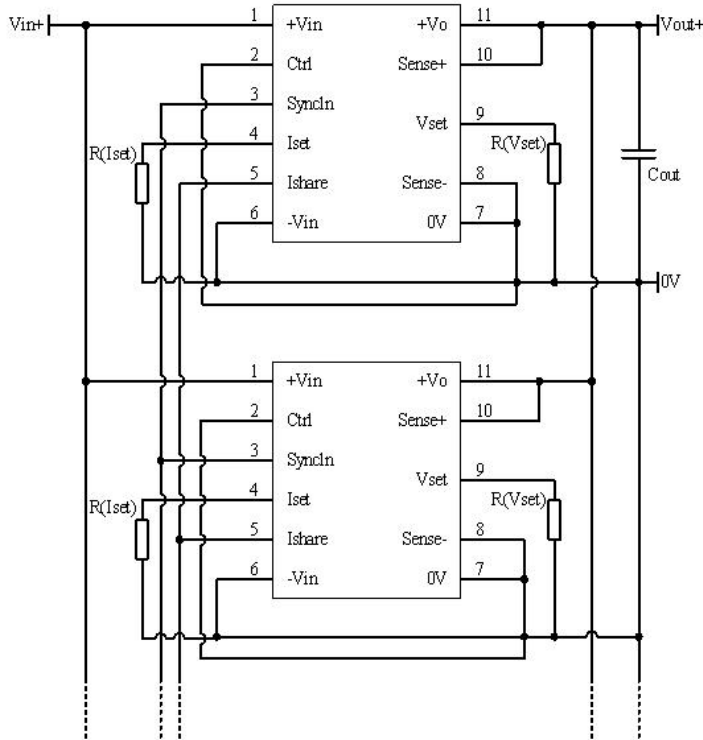 Vin+
1
+Vin
+Vo
11
Vout+
2
Ctrl
Sense+
10
3
SyncIn
Vset
9
4
Iset
R(Iset)
R(Vset)
5
Ishare
Sense-
8
Cout
6
-Vin
0V
7
0V
1
+Vin
+Vo
11
2
Ctrl
Sense+
10
3
SyncIn
Vset
9
4
Iset
R(Iset)
R(Vset)
5
Ishare
Sense-
8
6
-Vin
0V
7